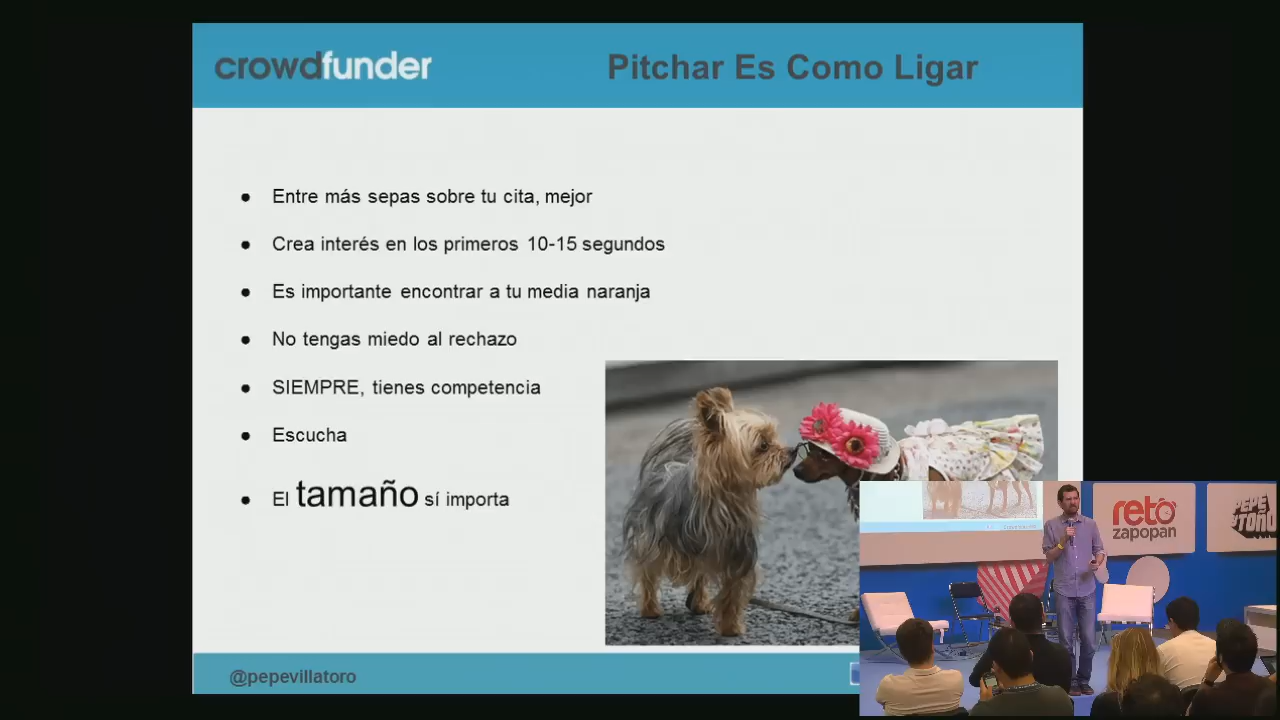 crowdfunder
Pitchar Es Como Ligar
● Entre más sepas sobre tu cita, mejor
● Crea interés en los primeros 10-15 segundos
● Es importante encontrar a tu media naranja
● No tengas miedo al rechazo
● SIEMPRE, tienes competencia
● Escucha
● El tamaño sí importa
@pepevillatoro
reto
zapopan
PEPE
Y TOÑO